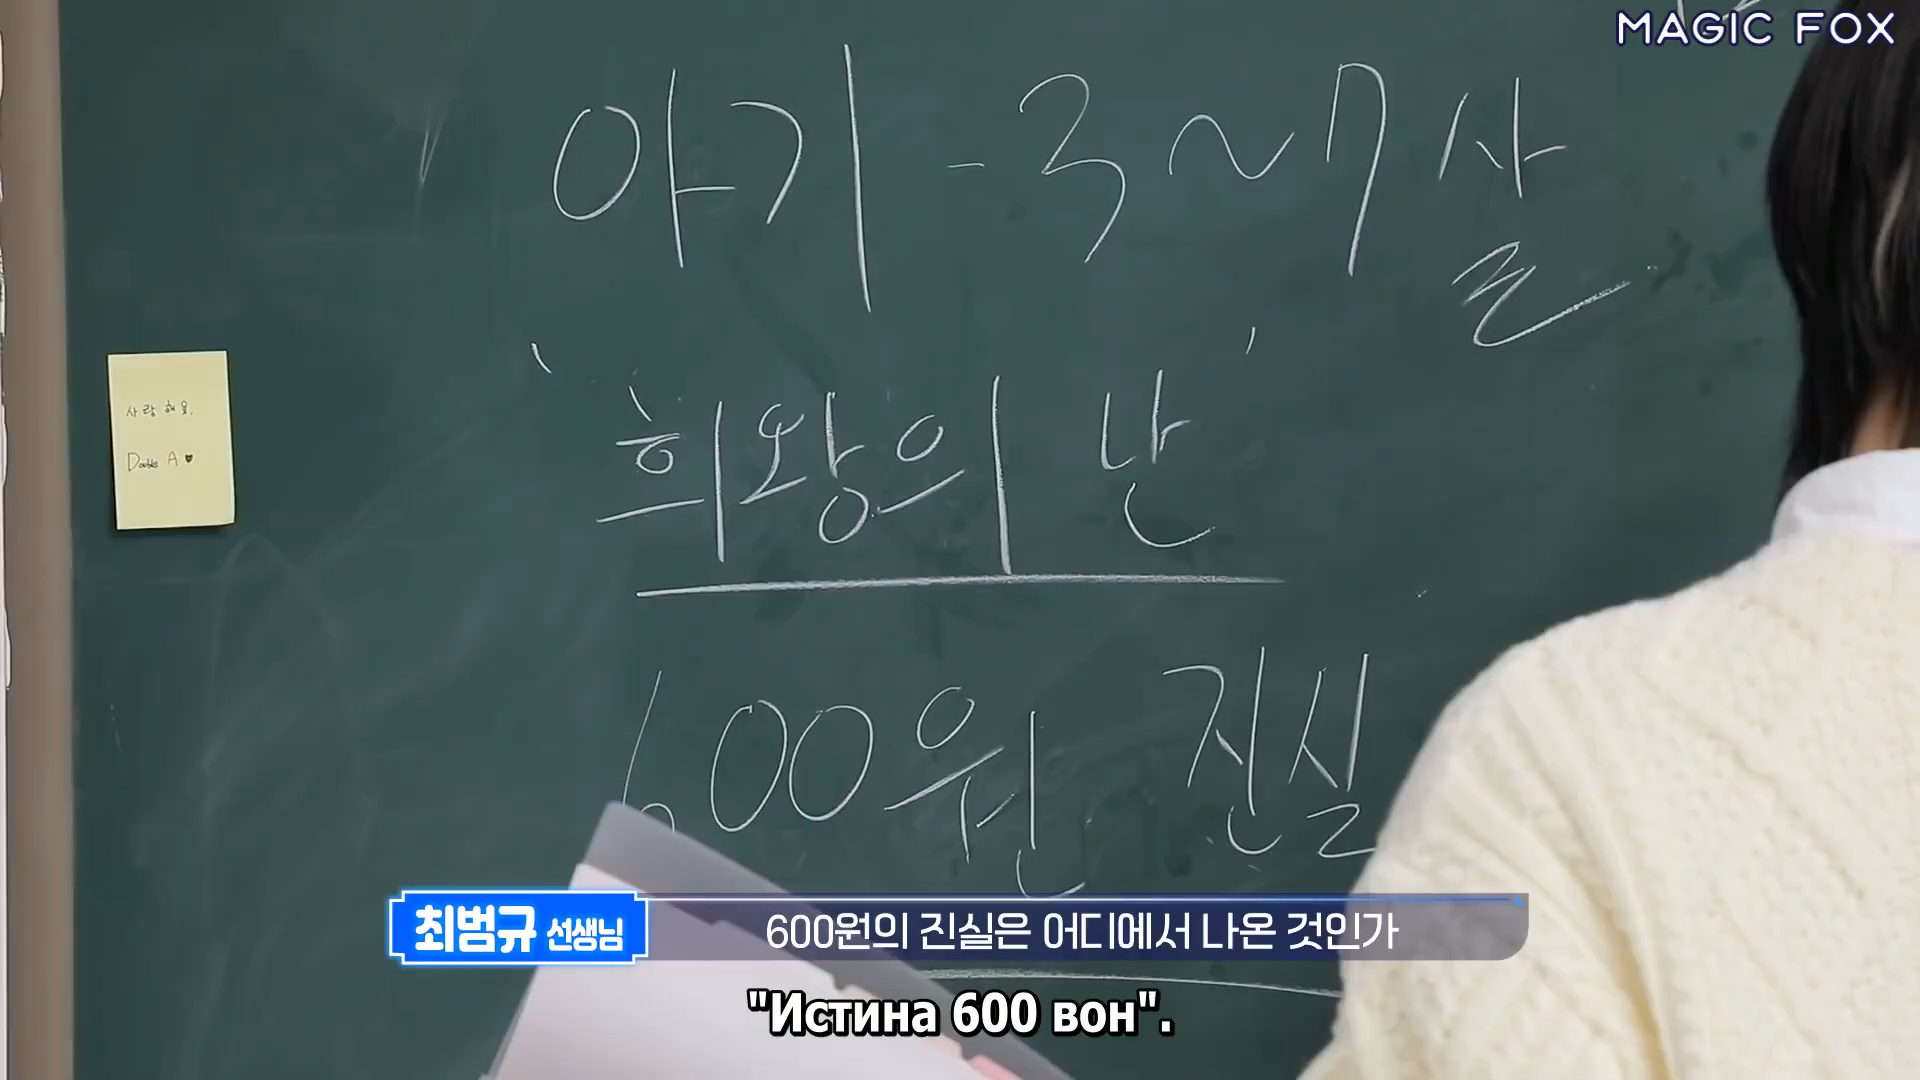 MAGIC FOX
아기 - 3~7살
'희왕의 난'
600원 진실
사랑해요.
Double A ♥
최범규 선생님
600원의 진실은 어디에서 나온 것인가
"Истина 600 вон".